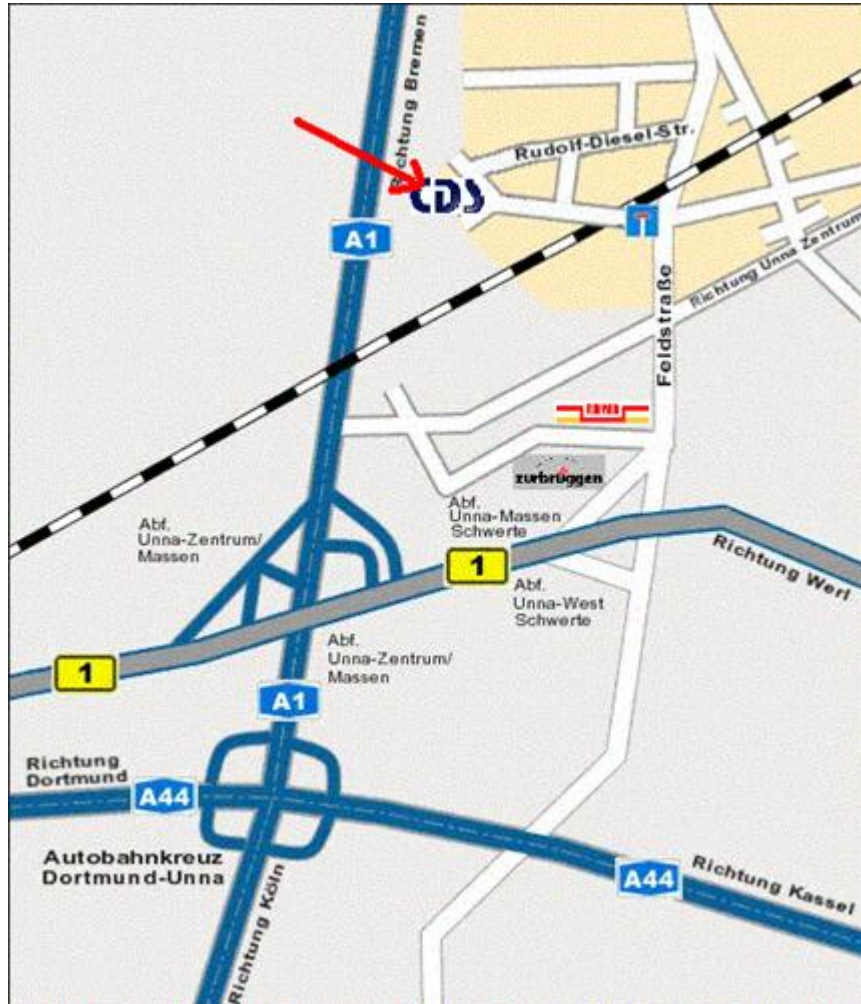 Richtung Bremen
Rudolf-Diesel-Str.
CDS
A1
Richtung Unna Zentrum
Feldstraße
zurbrüggen
Abf.
Unna-Zentrum/
Massen
Abf.
Unna-Massen
Schwerte
1
Richtung Werl
Abf.
Unna-West
Schwerte
Abf.
Unna-Zentrum/
Massen
1
A1
Richtung
Dortmund
A44
Autobahnkreuz
Dortmund-Unna
Richtung Köln
A44
Richtung Kassel